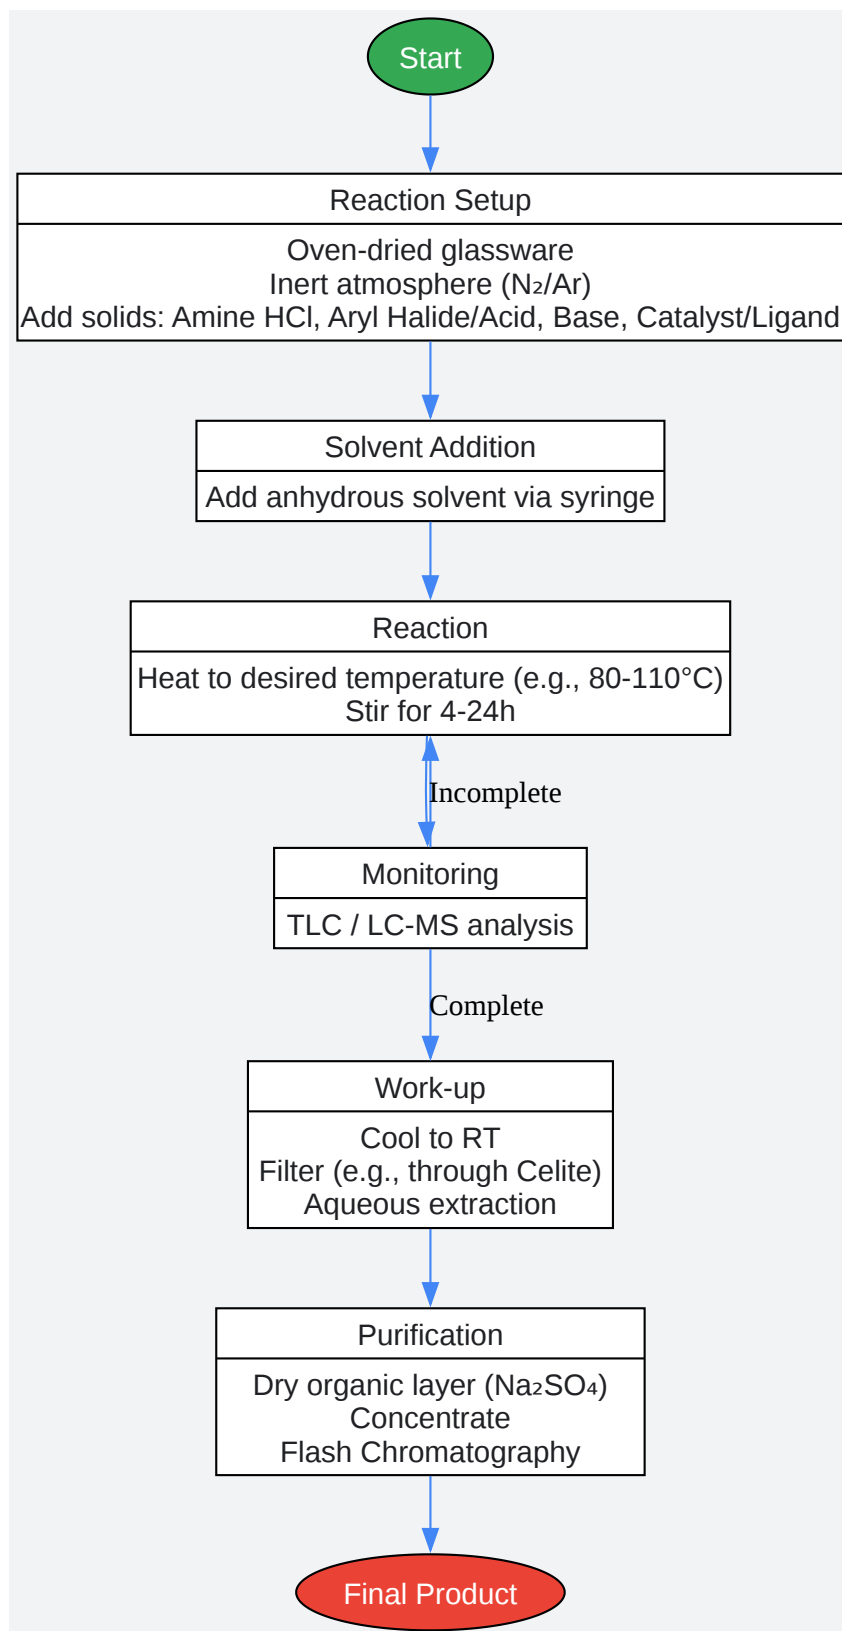 Start
Reaction Setup
Oven-dried glassware
Inert atmosphere (N₂/Ar)
Add solids: Amine HCl, Aryl Halide/Acid, Base, Catalyst/Ligand
Solvent Addition
Add anhydrous solvent via syringe
Reaction
Heat to desired temperature (e.g., 80-110°C)
Stir for 4-24h
Incomplete
Monitoring
TLC / LC-MS analysis
Complete
Work-up
Cool to RT
Filter (e.g., through Celite)
Aqueous extraction
Purification
Dry organic layer (Na₂SO₄)
Concentrate
Flash Chromatography
Final Product